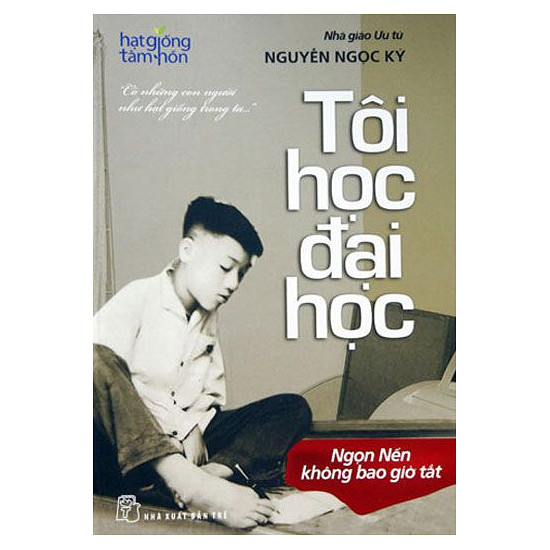 hạt giống
tâm hồn
"Có những con người
như hạt giống trong ta..."
Nhà giáo Ưu tú
NGUYỄN NGỌC KÝ
Tôi
học
đại
học
Ngọn Nến
không bao giờ tắt
NHÀ XUẤT BẢN TRẺ